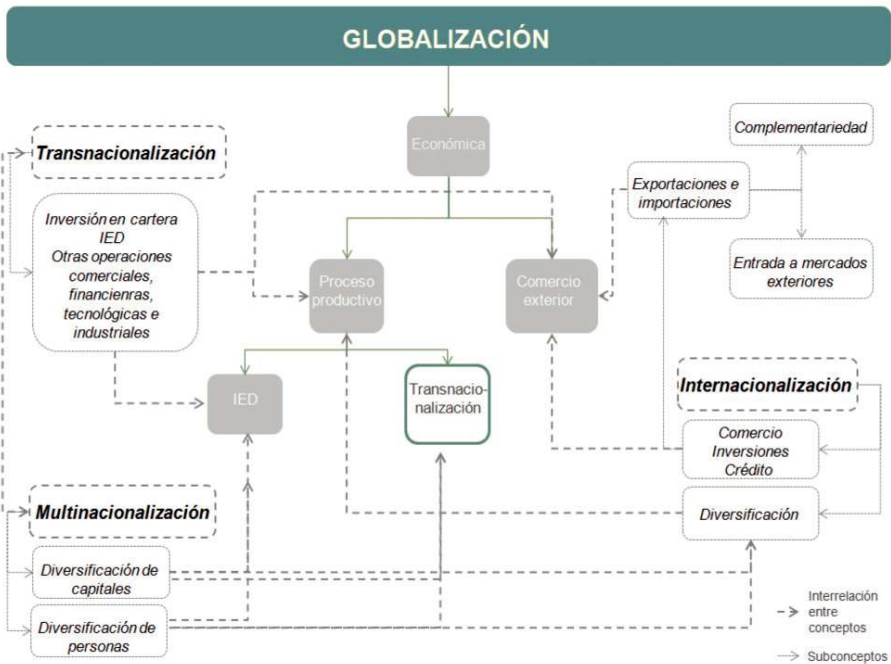 GLOBALIZACIÓN
Económica
Transnacionalización
Inversión en cartera
IED
Otras operaciones
comerciales,
financienras,
tecnológicas e
industriales
Proceso
productivo
Comercio
exterior
Exportaciones e
importaciones
Complementariedad
Entrada a mercados
exteriores
IED
Transnacio-
nalización
Internacionalización
Comercio
Inversiones
Crédito
Diversificación
Multinacionalización
Diversificación de
capitales
Diversificación de
personas
Interrelación
entre
conceptos
Subconceptos